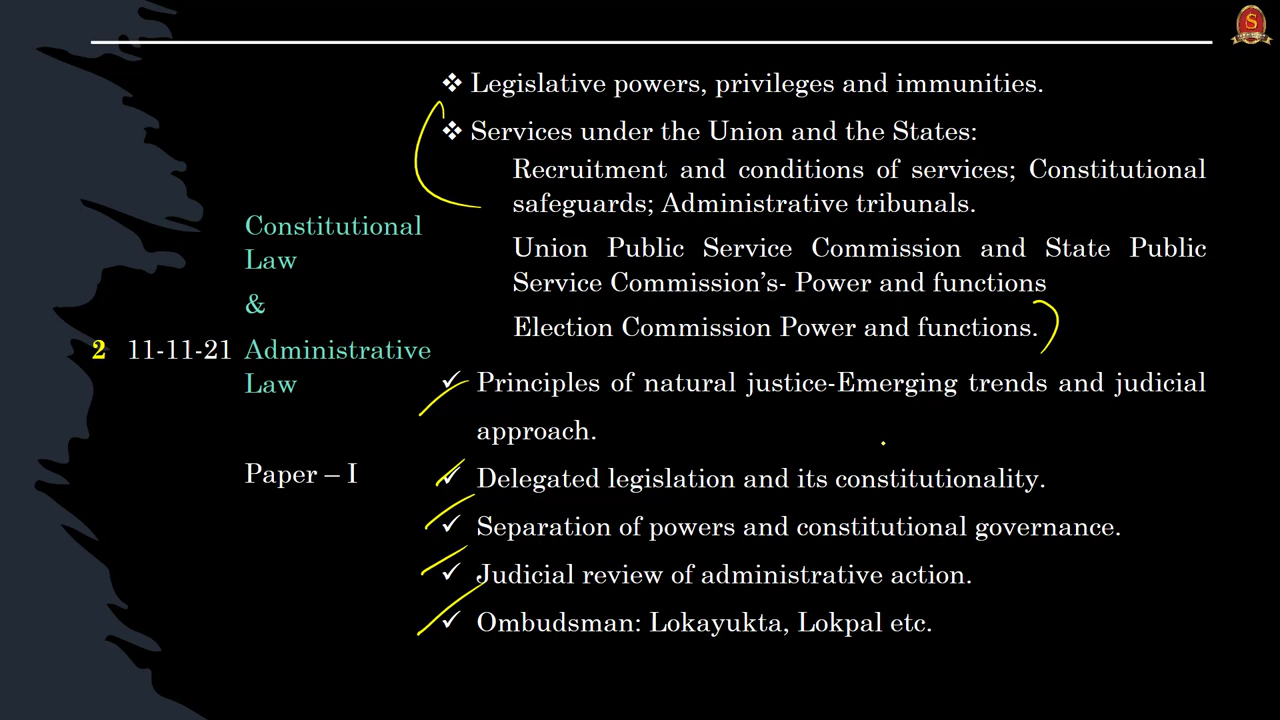 ❖ Legislative powers, privileges and immunities.
❖ Services under the Union and the States:
Recruitment and conditions of services; Constitutional
safeguards; Administrative tribunals.
Union Public Service Commission and State Public
Service Commission’s- Power and functions
Election Commission Power and functions.
2 11-11-21
Constitutional
Law
&
Administrative
Law
Paper – I
✓ Principles of natural justice-Emerging trends and judicial
approach.
✓ Delegated legislation and its constitutionality.
✓ Separation of powers and constitutional governance.
✓ Judicial review of administrative action.
✓ Ombudsman: Lokayukta, Lokpal etc.
S